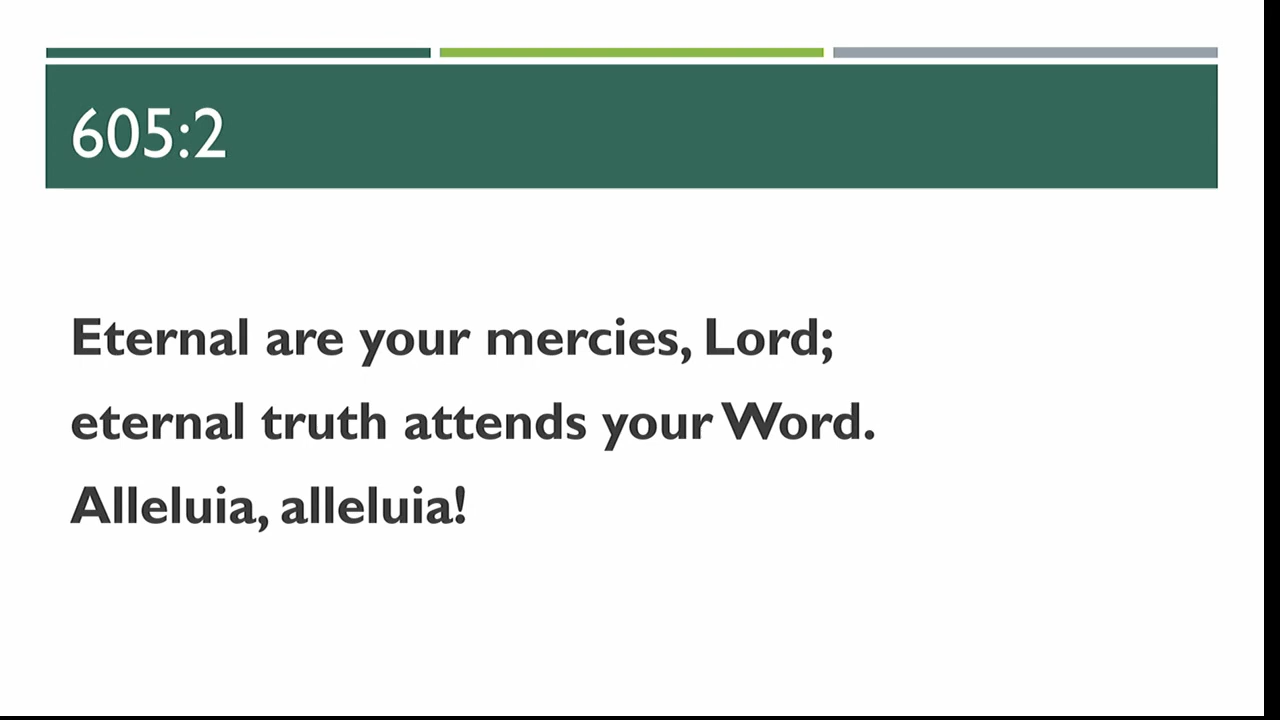 605:2
Eternal are your mercies, Lord;
eternal truth attends your Word.
Alleluia, alleluia!